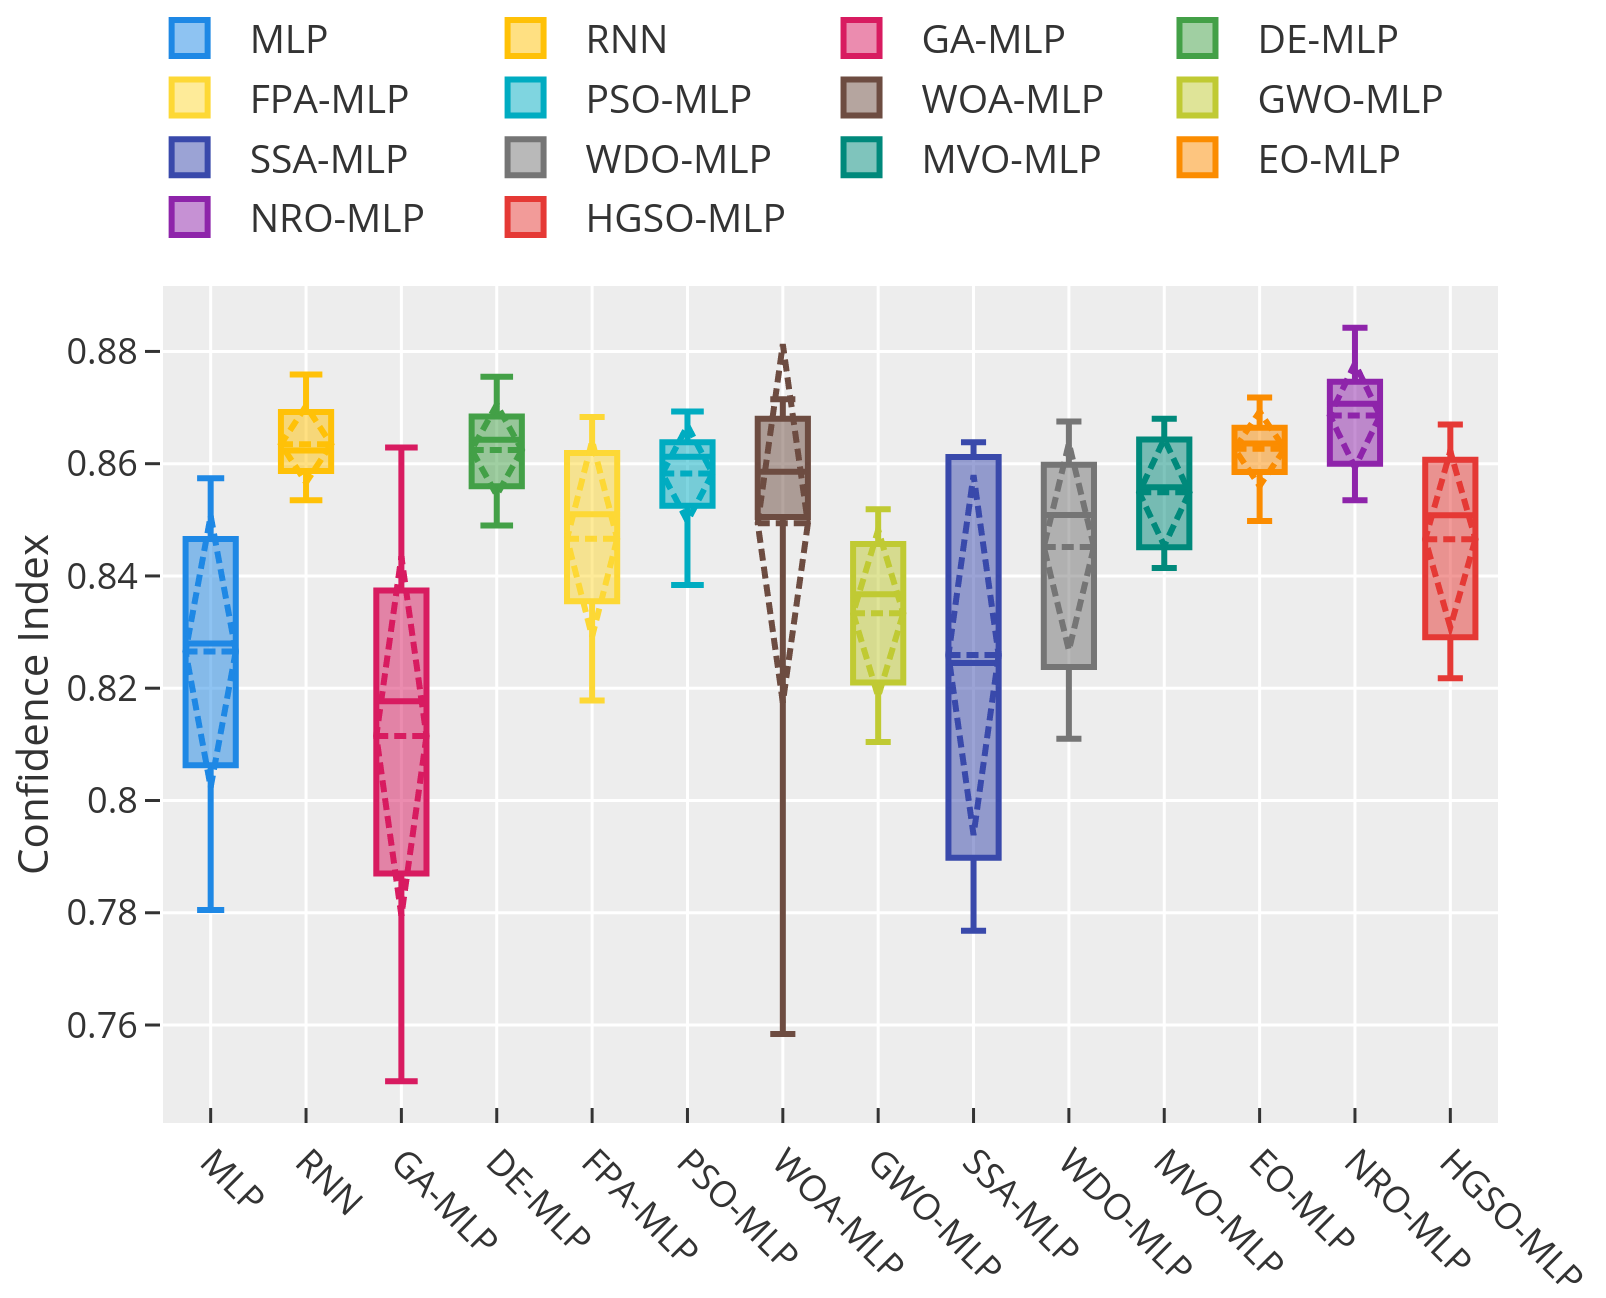 MLP RNN GA-MLP DE-MLP
FPA-MLP PSO-MLP WOA-MLP GWO-MLP
SSA-MLP WDO-MLP MVO-MLP EO-MLP
NRO-MLP HGSO-MLP
Confidence Index
0.88
0.86
0.84
0.82
0.8
0.78
0.76
MLP RNN GA-MLP DE-MLP FPA-MLP PSO-MLP WOA-MLP GWO-MLP SSA-MLP WDO-MLP MVO-MLP EO-MLP NRO-MLP HGSO-MLP